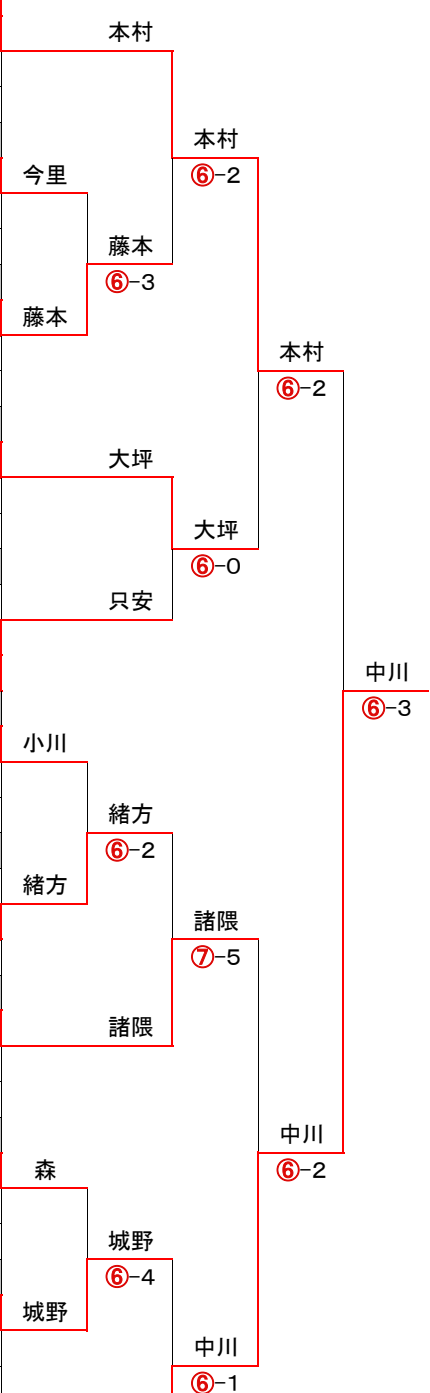 本村
本村
⑥-2
今里
藤本
⑥-3
藤本
本村
⑥-2
大坪
大坪
⑥-0
只安
中川
⑥-3
小川
緒方
⑥-2
緒方
諸隈
⑦-5
諸隈
中川
⑥-2
森
城野
⑥-4
城野
中川
⑥-1